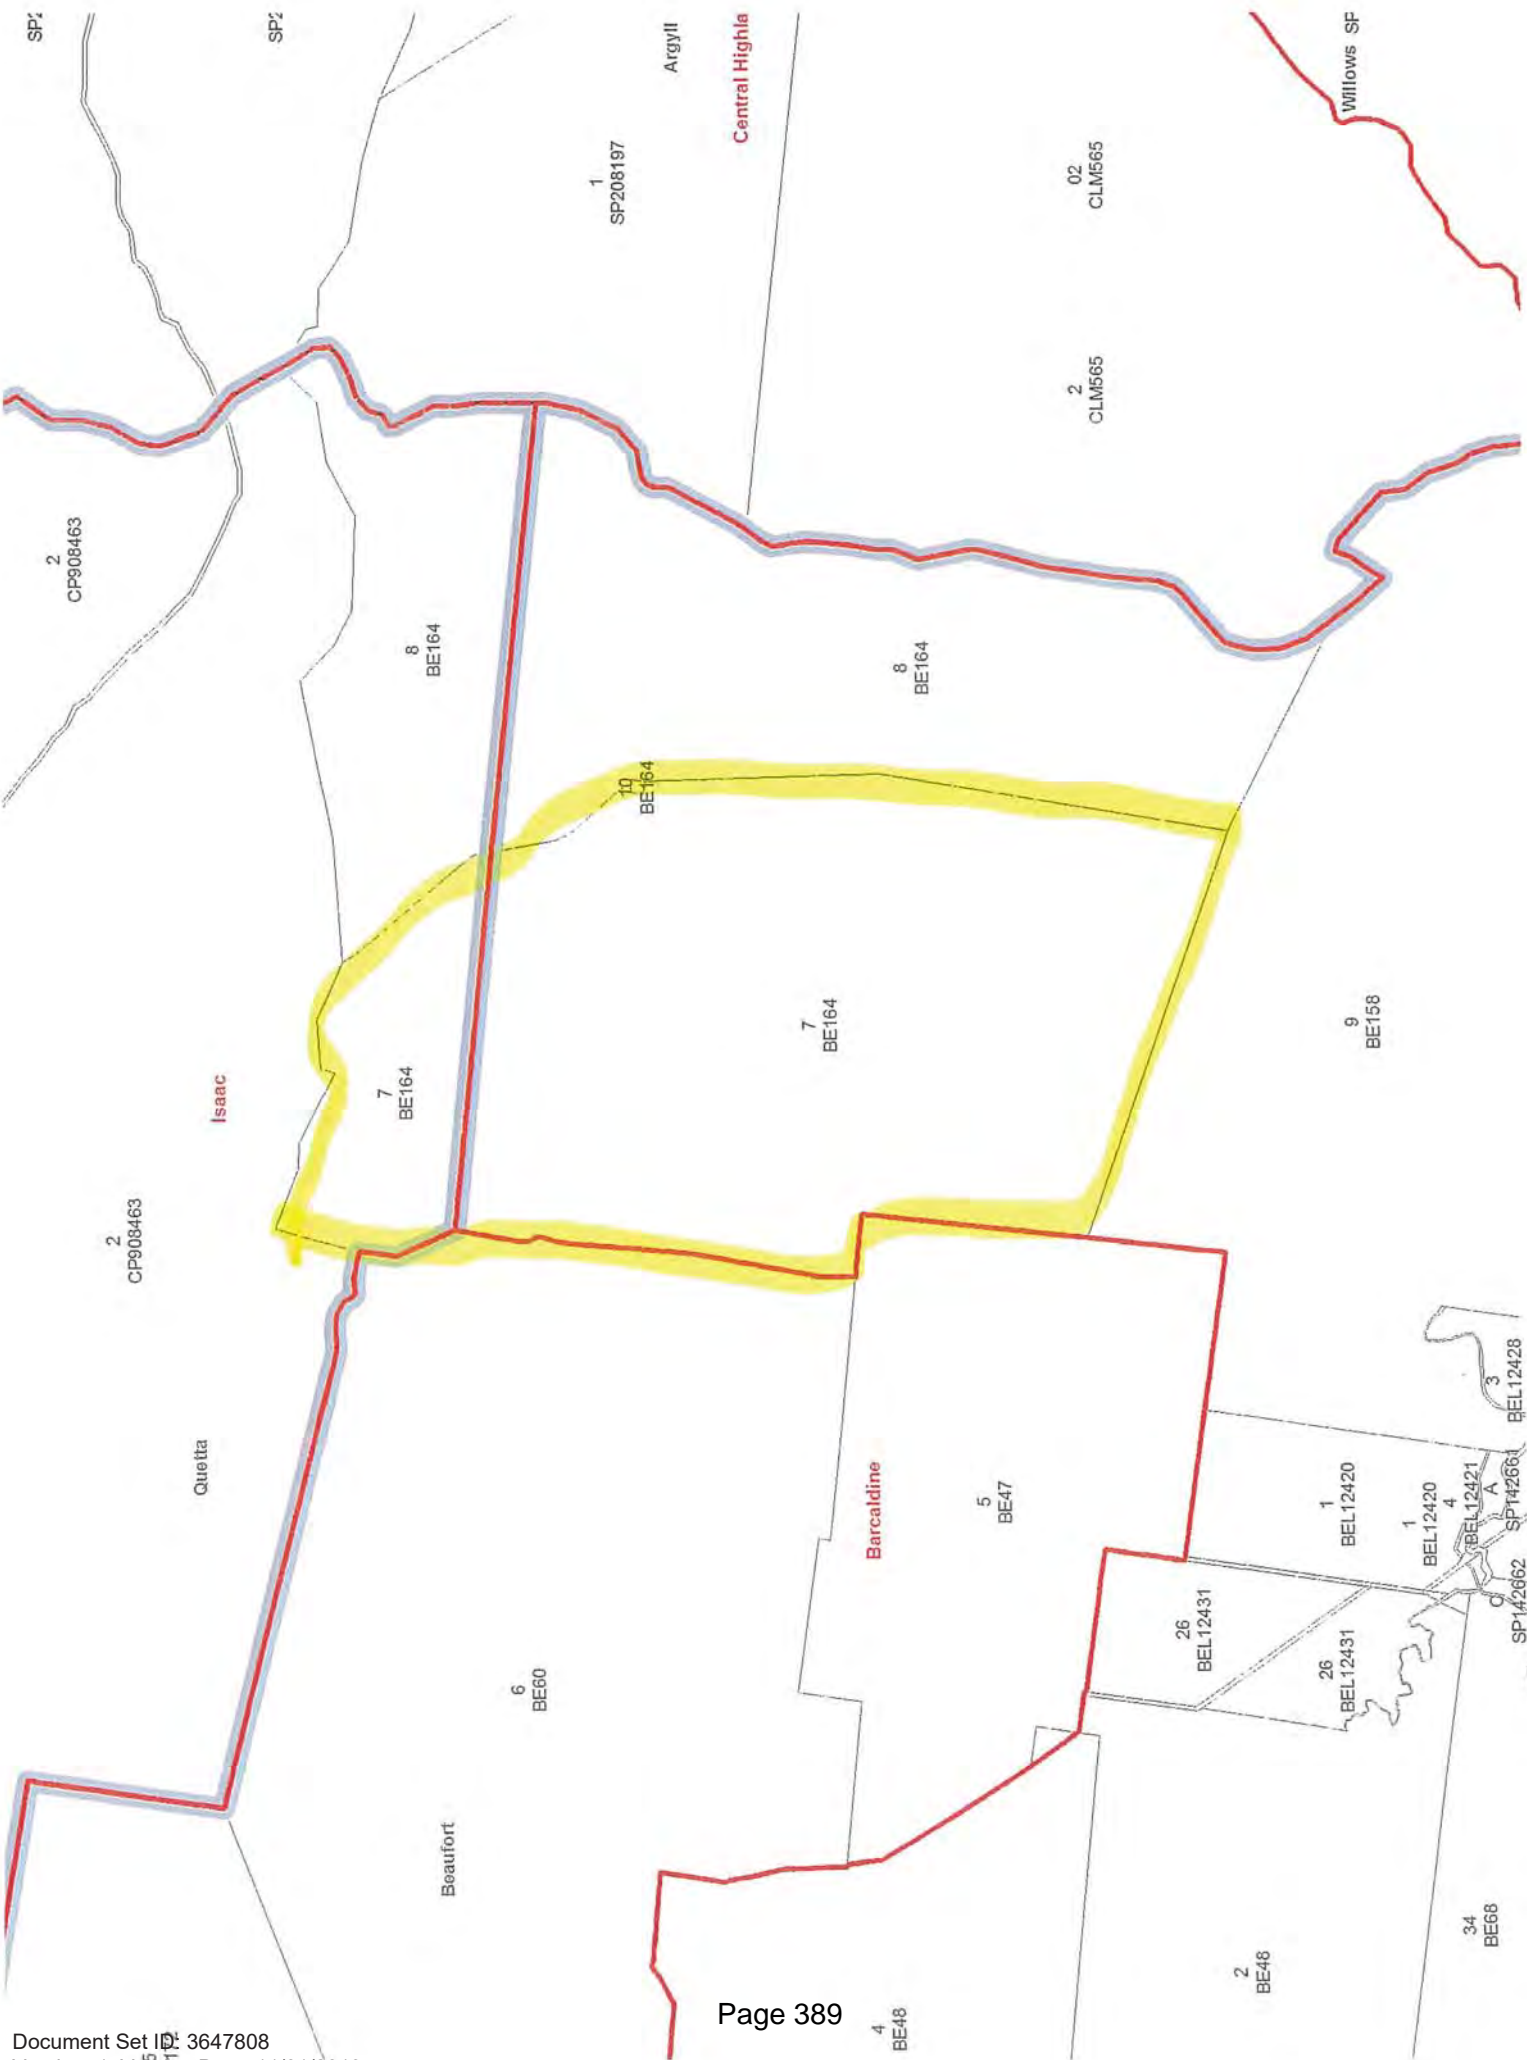 SP2
SP2
Argyll
Central Highla
Willows SP
1
SP208197
02
CLM565
2
CLM565
2
CP908463
8
BE164
8
BE164
10
BE164
7
BE164
7
BE164
9
BE158
Isaac
2
CP908463
Quetta
Barcaldine
5
BE47
3
BEL12428
1
BEL12420
1
BEL12420
4
BEL12421
A
SP142661
C
SP142662
26
BEL12431
26
BEL12431
6
BE60
Beaufort
34
BE68
2
BE48
4
BE48
Page 389
Document Set ID: 3647808